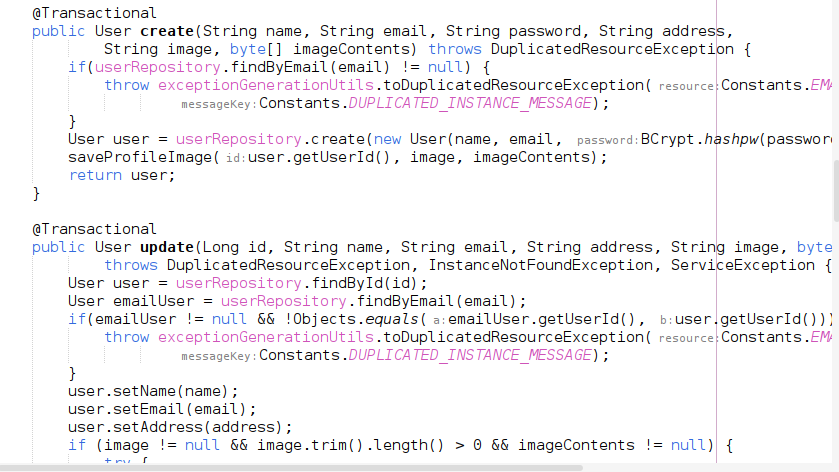 @Transactional
public User create(String name, String email, String password, String address,
String image, byte[] imageContents) throws DuplicatedResourceException {
if(userRepository.findByEmail(email) != null) {
throw exceptionGenerationUtils.toDuplicatedResourceException( resource: Constants.EMA
messageKey: Constants.DUPLICATED_INSTANCE_MESSAGE);
}
User user = userRepository.create(new User(name, email, password: BCrypt.hashpw(passwor
saveProfileImage( id: user.getUserId(), image, imageContents);
return user;
}
@Transactional
public User update(Long id, String name, String email, String address, String image, byte
throws DuplicatedResourceException, InstanceNotFoundException, ServiceException {
User user = userRepository.findById(id);
User emailUser = userRepository.findByEmail(email);
if(emailUser != null && !Objects.equals( a: emailUser.getUserId(), b: user.getUserId()))
throw exceptionGenerationUtils.toDuplicatedResourceException( resource: Constants.EMA
messageKey: Constants.DUPLICATED_INSTANCE_MESSAGE);
}
user.setName(name);
user.setEmail(email);
user.setAddress(address);
if (image != null && image.trim().length() > 0 && imageContents != null) {
try {